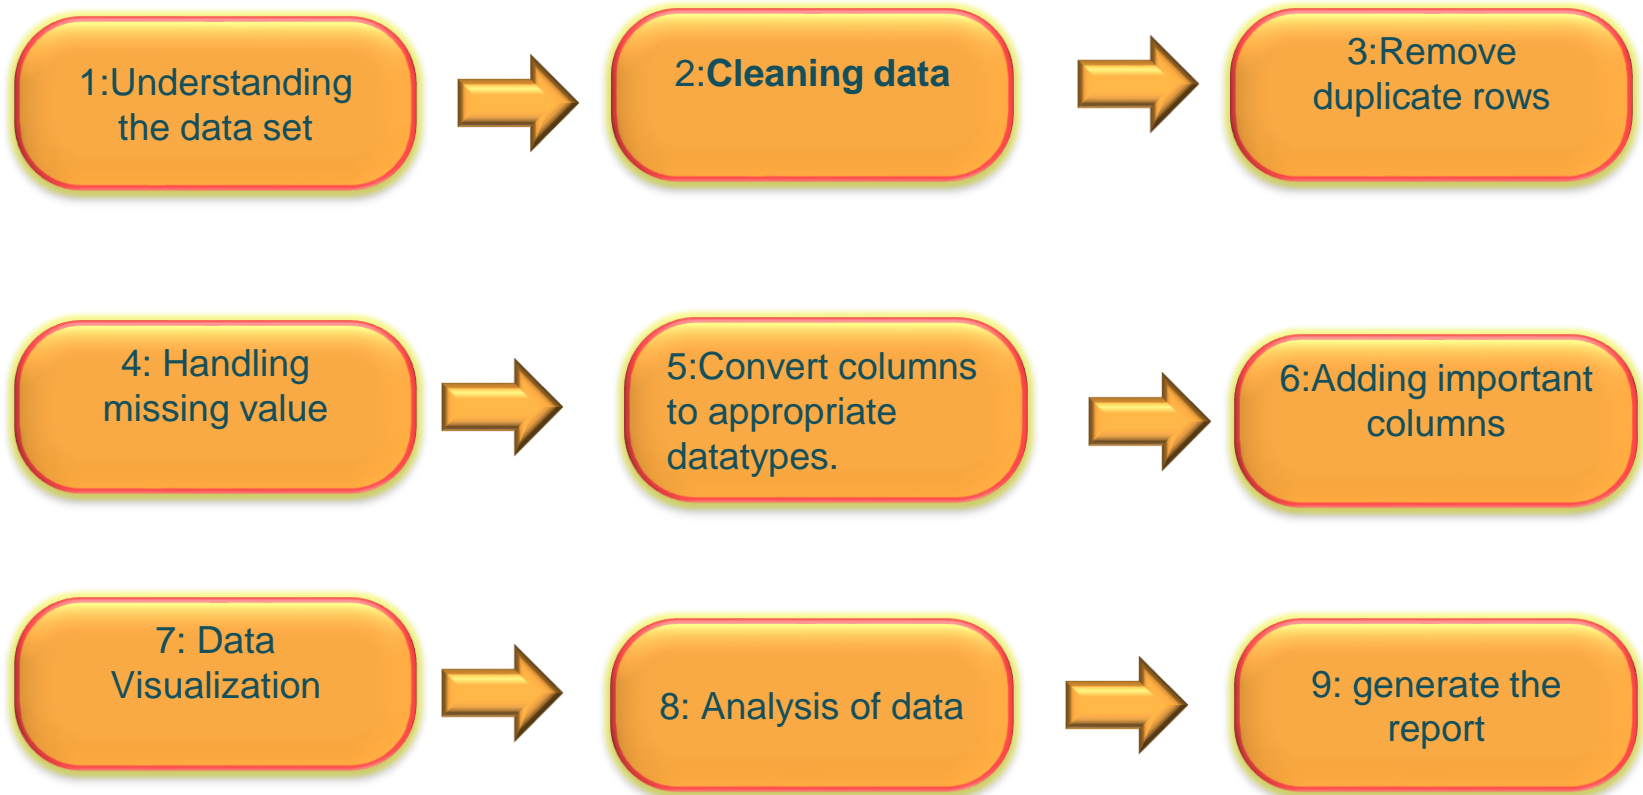 1:Understanding
the data set
2:Cleaning data
3:Remove
duplicate rows
4: Handling
missing value
5:Convert columns
to appropriate
datatypes.
6:Adding important
columns
7: Data
Visualization
8: Analysis of data
9: generate the
report